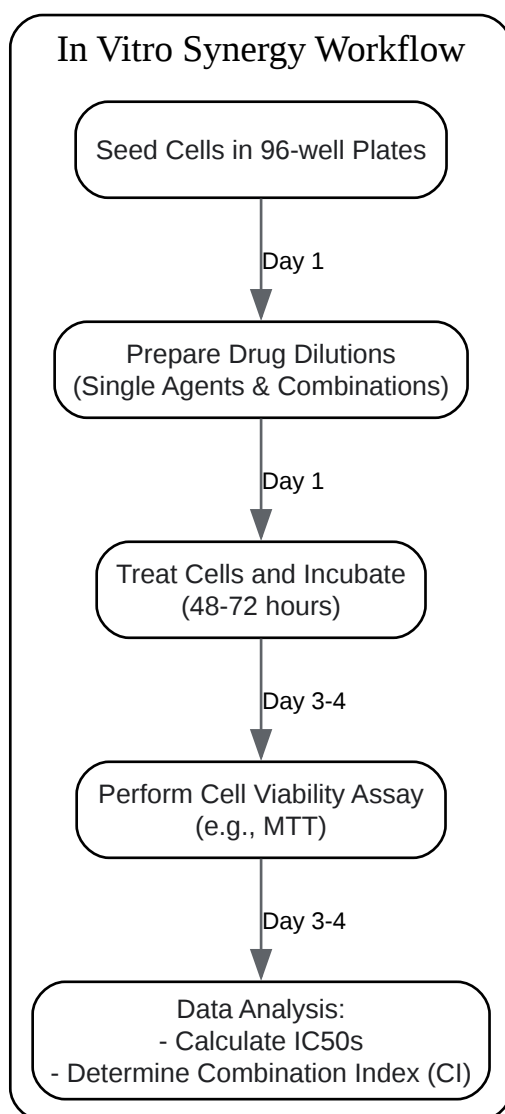 In Vitro Synergy Workflow
Seed Cells in 96-well Plates
Day 1
Prepare Drug Dilutions
(Single Agents & Combinations)
Day 1
Treat Cells and Incubate
(48-72 hours)
Day 3-4
Perform Cell Viability Assay
(e.g., MTT)
Day 3-4
Data Analysis:
- Calculate IC50s
- Determine Combination Index (CI)